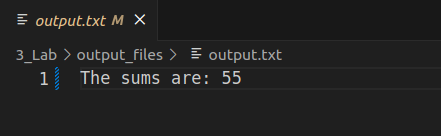 output.txt M
3_Lab > output_files > output.txt
1 The sums are: 55